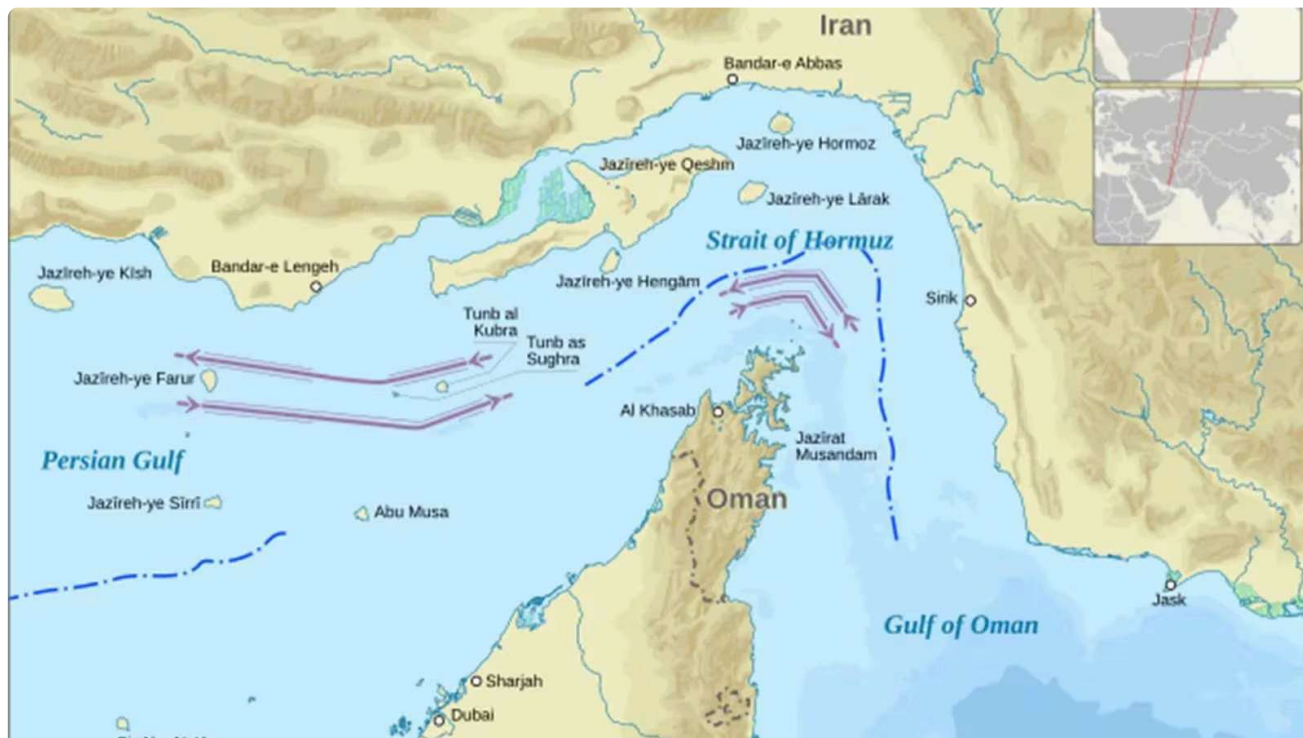 Iran
Bandar-e Abbas
Jazīreh-ye Hormoz
Jazīreh-ye Qeshm
Jazīreh-ye Lārak
Strait of Hormuz
Jazīreh-ye Kīsh
Bandar-e Lengeh
Jazīreh-ye Hengām
Sirik
Tunb al
Kubra
Tunb as
Sughra
Jazīreh-ye Farur
Al Khasab
Jazīrat
Musandam
Persian Gulf
Jazīreh-ye Sīrrī
Abu Musa
Oman
Jask
Gulf of Oman
Sharjah
Dubai